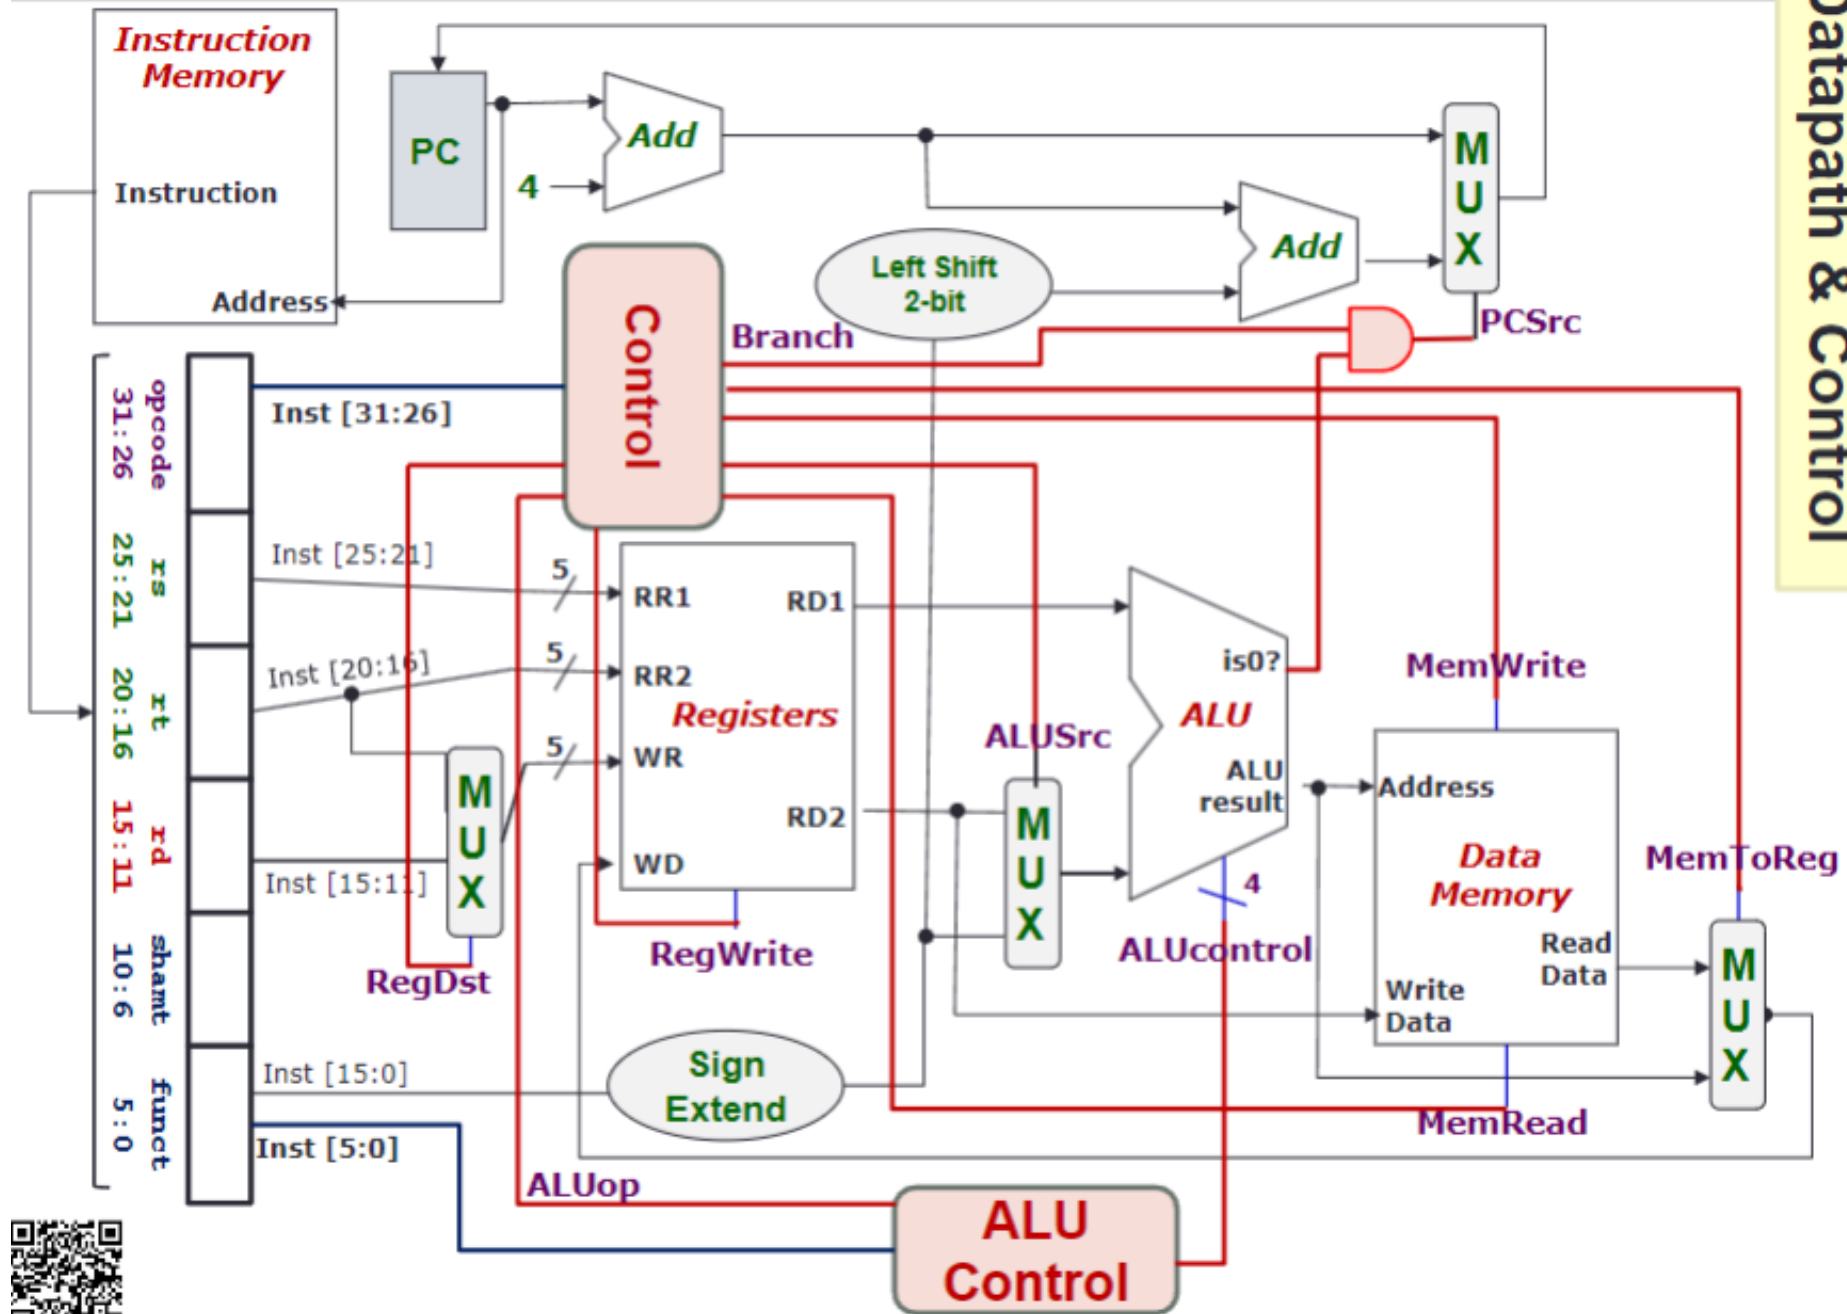 Instruction
Memory
Instruction
Address
PC
4
Add
Add
M
U
X
Left Shift
2-bit
Control
Branch
PCSrc
Datapath & Control
opcode
31:26
rs
25:21
rt
20:16
rd
15:11
shamt
10:6
funct
5:0
Inst [31:26]
Inst [25:21]
Inst [20:16]
Inst [15:11]
Inst [15:0]
Inst [5:0]
5
5
5
M
U
X
RegDst
RR1
RR2
WR
WD
RD1
RD2
Registers
RegWrite
Sign
Extend
ALUSrc
M
U
X
is0?
ALU
ALU
result
4
ALUcontrol
MemWrite
Address
Data
Memory
Read
Data
Write
Data
MemRead
MemToReg
M
U
X
ALUop
ALU
Control